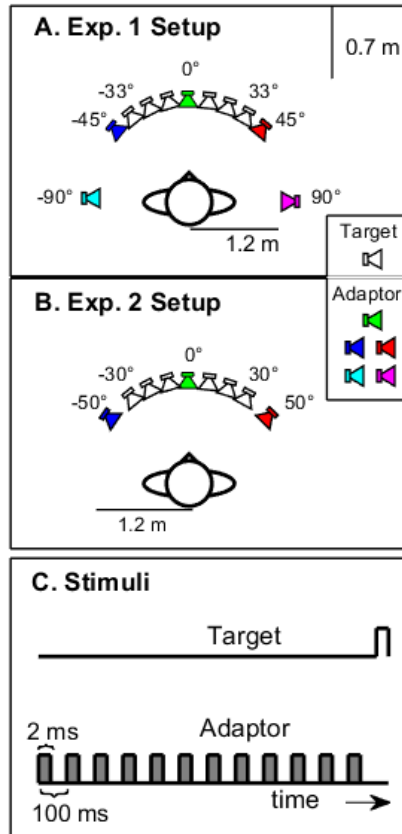 A. Exp. 1 Setup
0.7 m
0°
-33°
33°
-45°
45°
-90°
90°
1.2 m
Target
Adaptor
B. Exp. 2 Setup
0°
-30°
30°
-50°
50°
1.2 m
C. Stimuli
Target
2 ms
Adaptor
100 ms
time